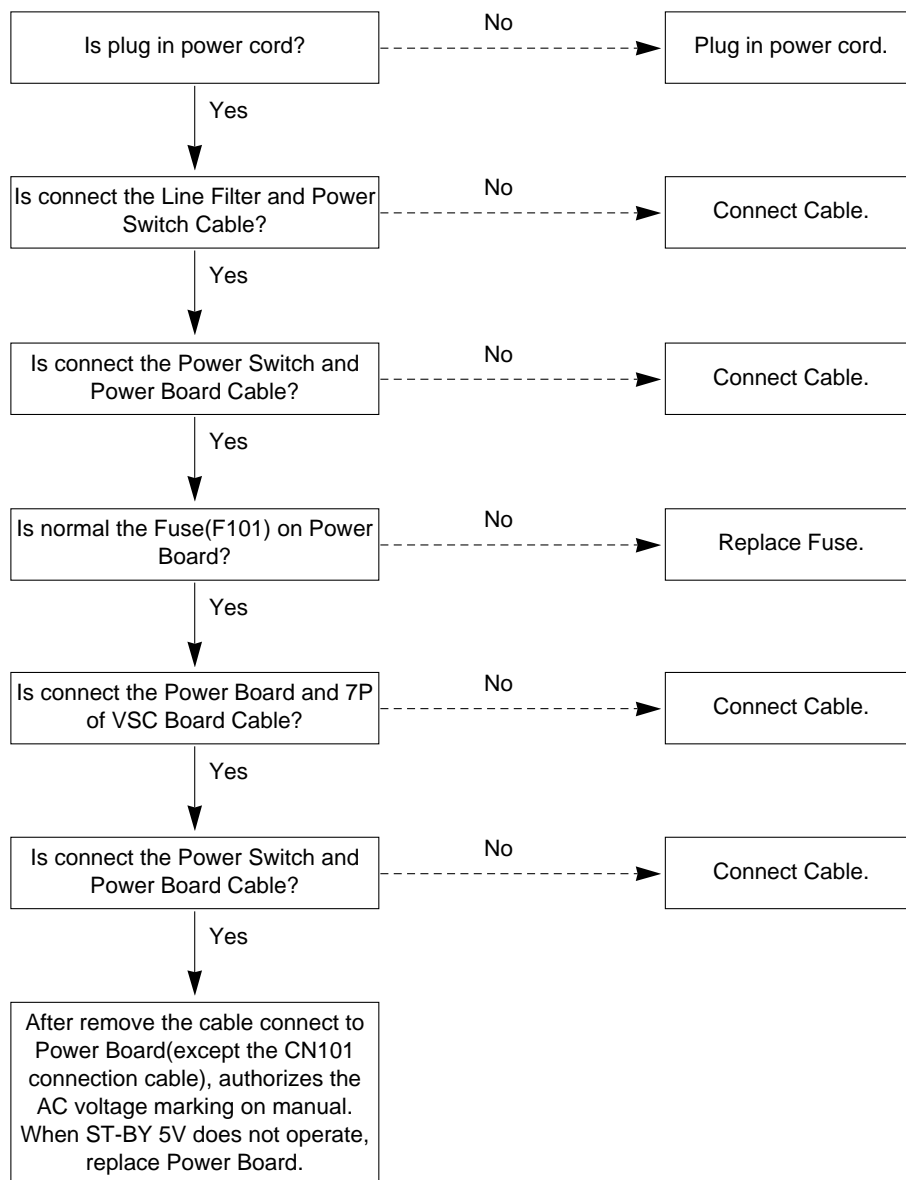 Is plug in power cord?
No
Plug in power cord.
Yes
Is connect the Line Filter and Power
Switch Cable?
No
Connect Cable.
Yes
Is connect the Power Switch and
Power Board Cable?
No
Connect Cable.
Yes
Is normal the Fuse(F101) on Power
Board?
No
Replace Fuse.
Yes
Is connect the Power Board and 7P
of VSC Board Cable?
No
Connect Cable.
Yes
Is connect the Power Switch and
Power Board Cable?
No
Connect Cable.
Yes
After remove the cable connect to
Power Board(except the CN101
connection cable), authorizes the
AC voltage marking on manual.
When ST-BY 5V does not operate,
replace Power Board.